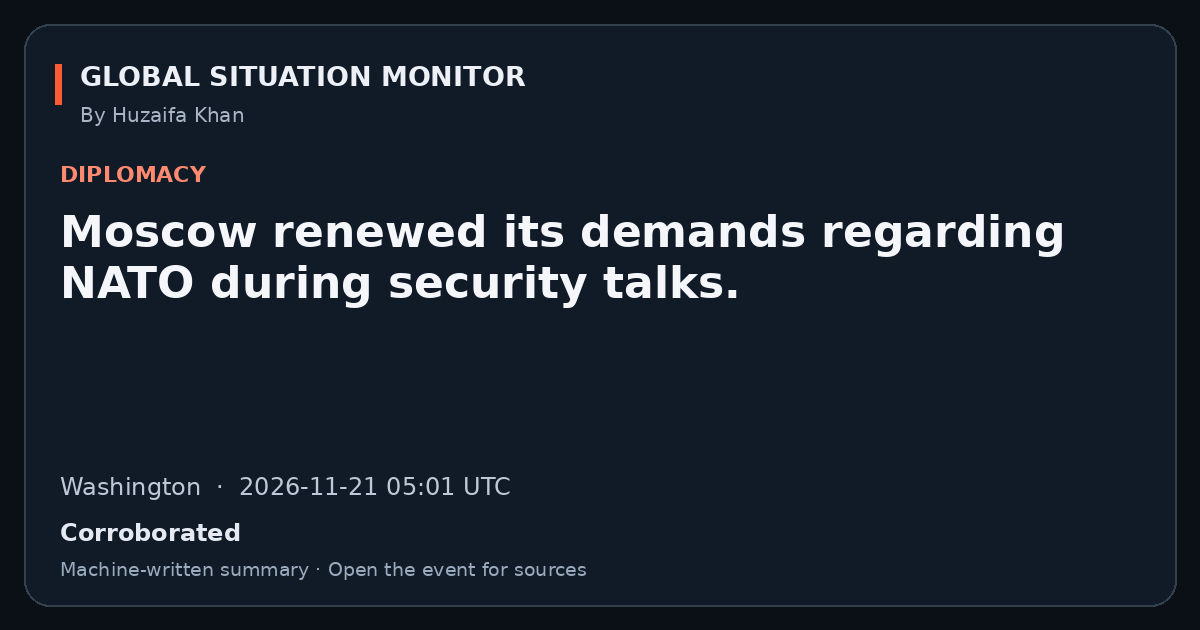 GLOBAL SITUATION MONITOR
By Huzaifa Khan
DIPLOMACY
Moscow renewed its demands regarding
NATO during security talks.
Washington · 2026-11-21 05:01 UTC
Corroborated
Machine-written summary · Open the event for sources